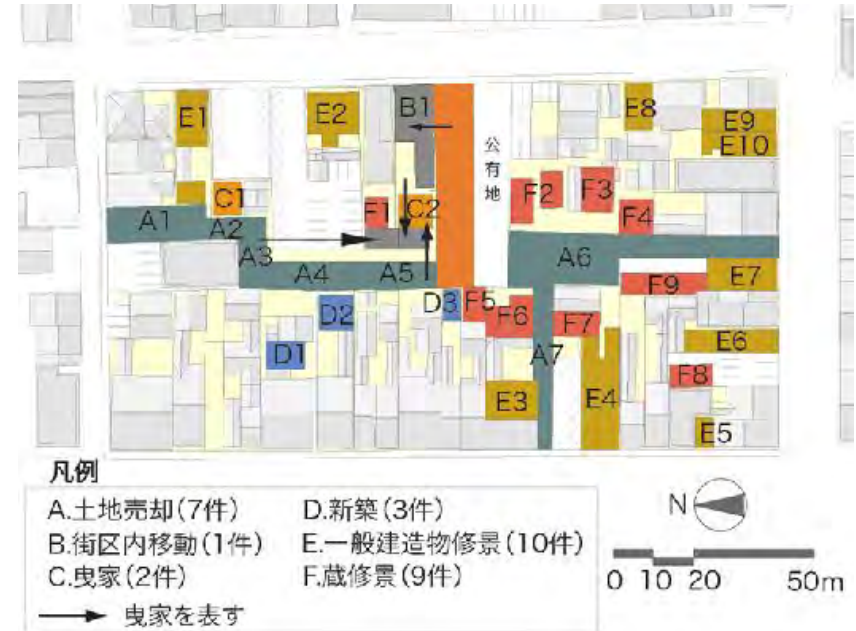 E1
E2
B1
E8
E9
E10
公有地
C1
F1
C2
F2
F3
F4
A1
A2
A3
A4
A5
A6
E7
F9
D3
F5
F6
F7
D2
D1
A7
E6
F8
E3
E4
E5
凡例
A.土地売却(7件) D.新築(3件)
B.街区内移動(1件) E.一般建造物修景(10件)
C.曳家(2件) F.蔵修景(9件)
曳家を表す
N
0 10 20 50m